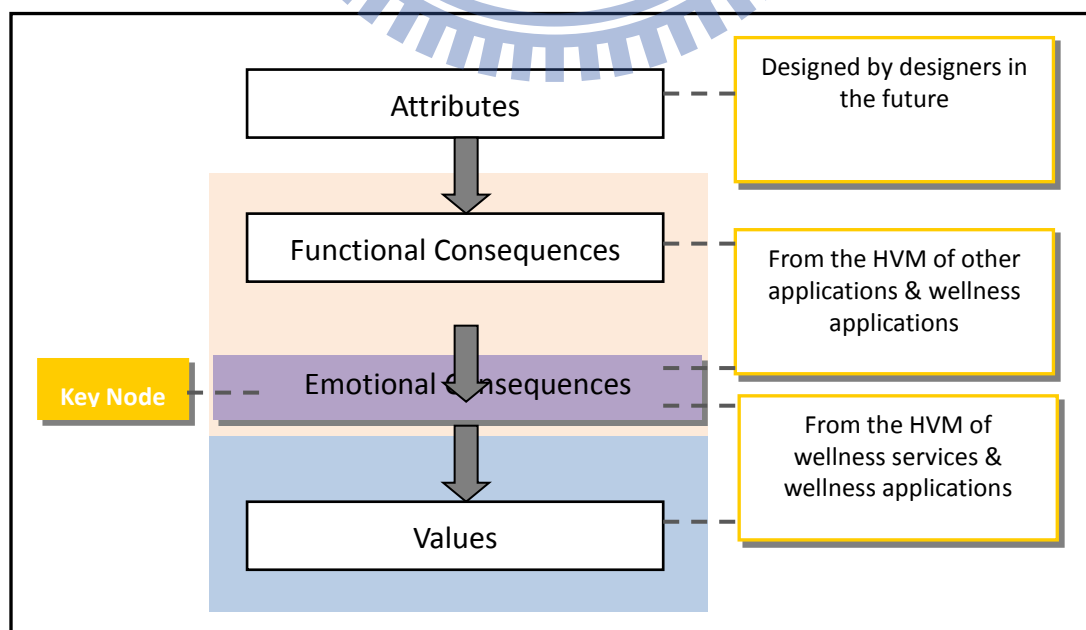 Attributes
Designed by designers in
the future
Functional Consequences
From the HVM of other
applications & wellness
applications
Key Node
Emotional Consequences
From the HVM of
wellness services &
wellness applications
Values